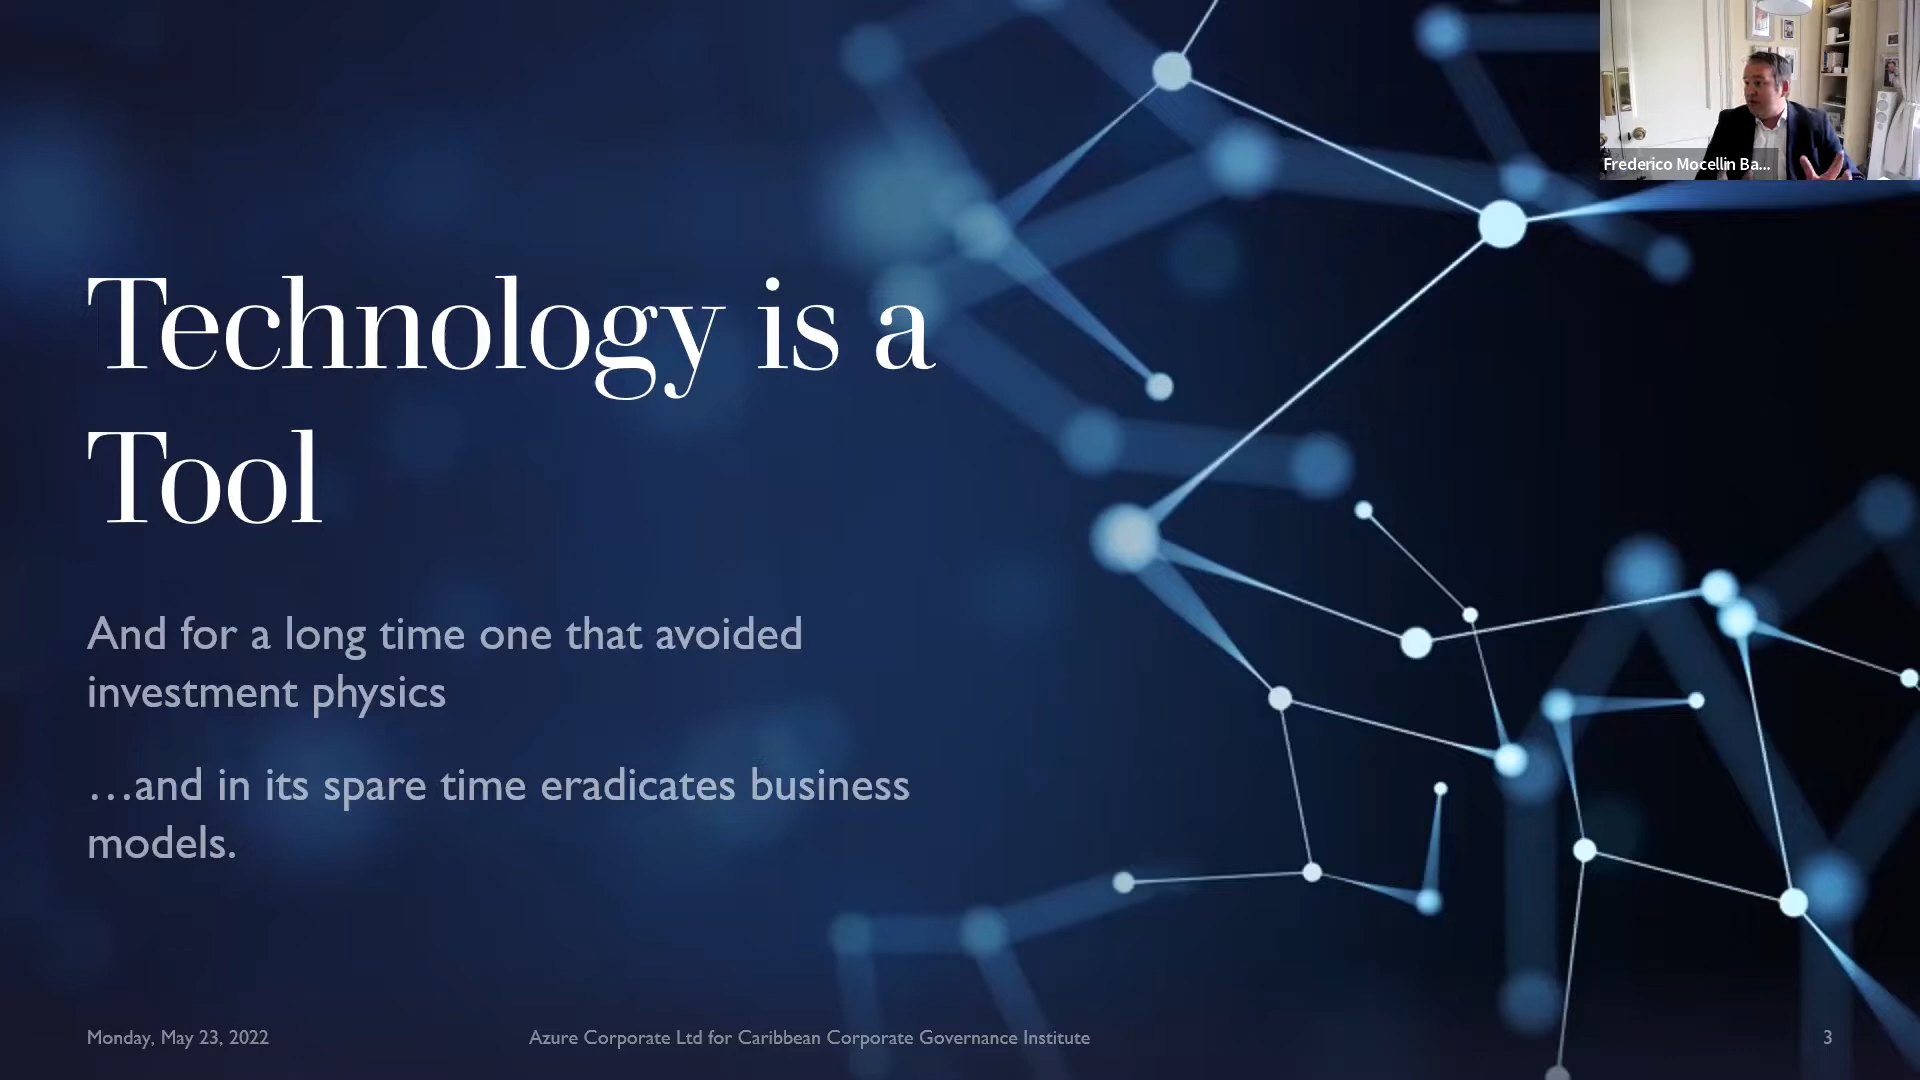 Frederico Mocellin Ba...
Technology is a
Tool
And for a long time one that avoided
investment physics
…and in its spare time eradicates business
models.
Monday, May 23, 2022
Azure Corporate Ltd for Caribbean Corporate Governance Institute
3